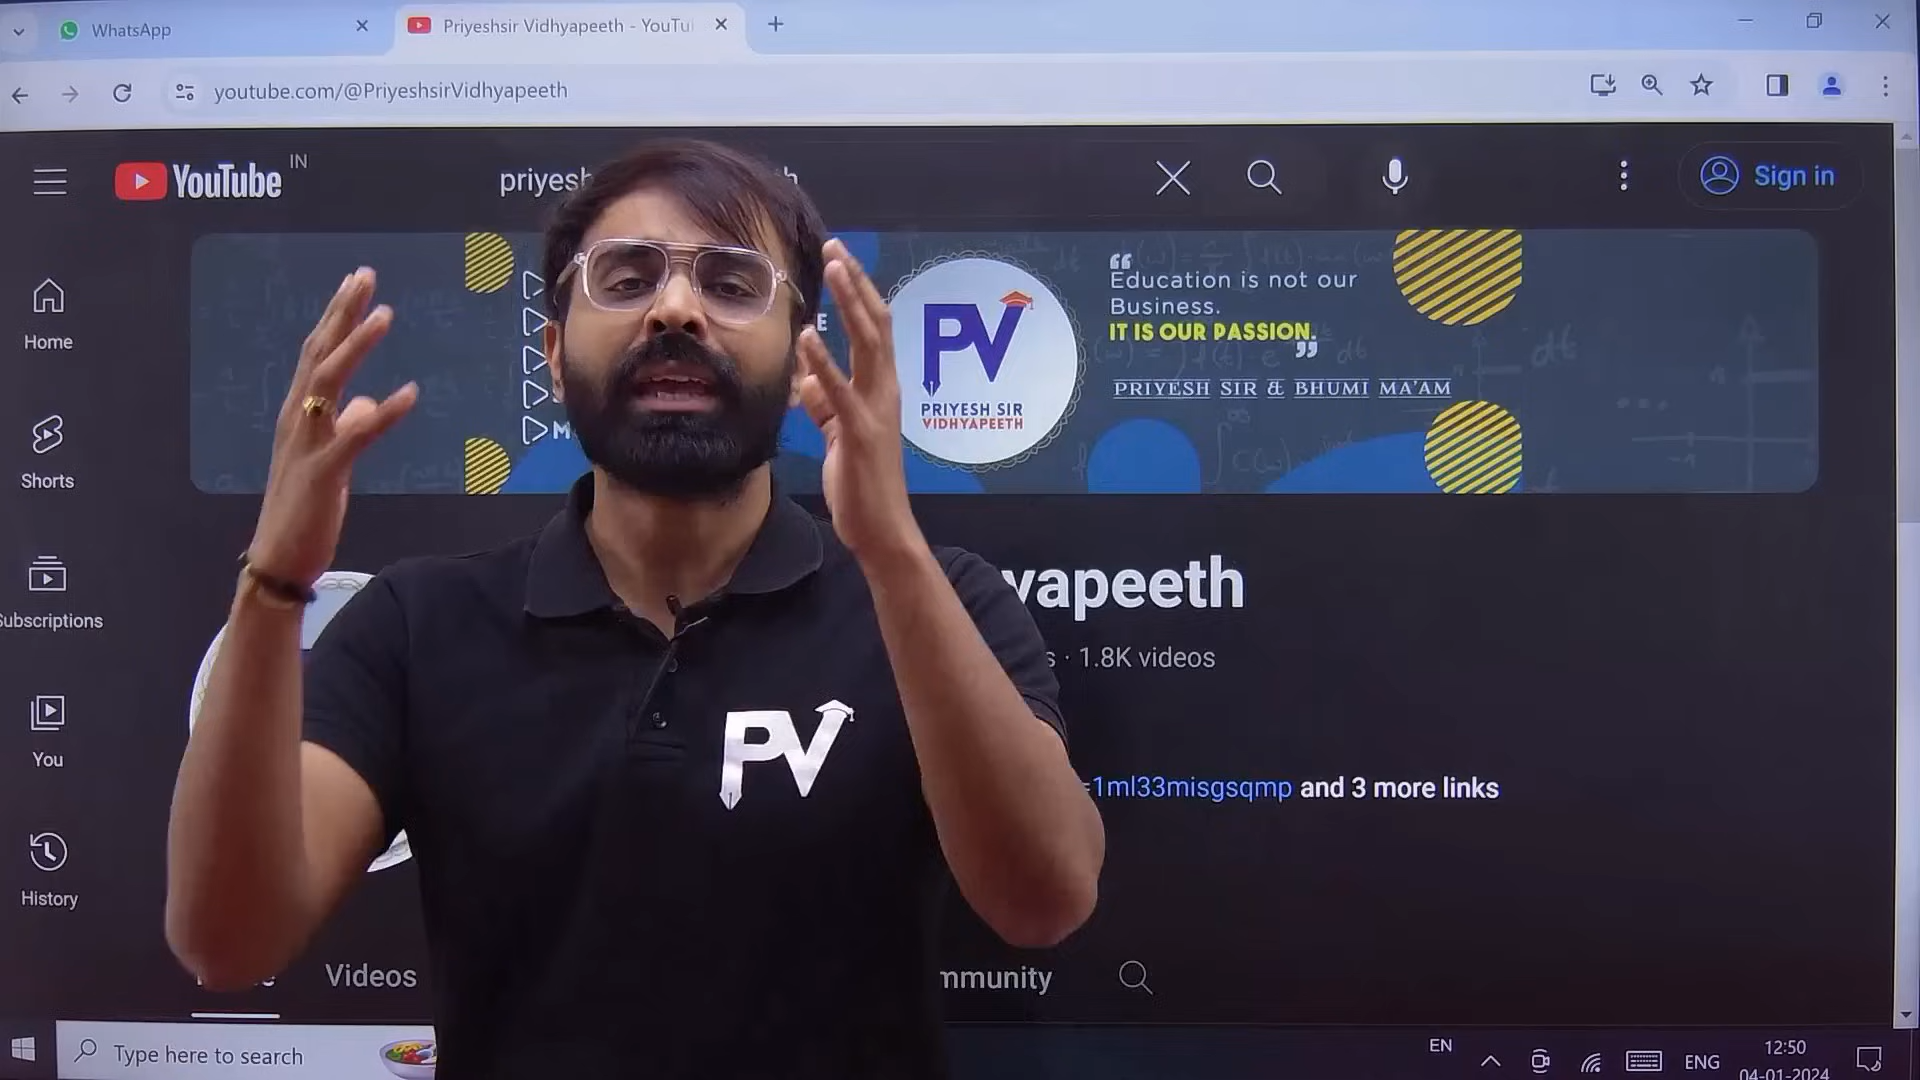 WhatsApp
Priyeshsir Vidhyapeeth - YouTu
youtube.com/@PriyeshsirVidhyapeeth
YouTube IN
priyesh
Sign in
Home
Shorts
Subscriptions
You
History
PV
PRIYESH SIR
VIDHYAPEETH
“Education is not our
Business.
IT IS OUR PASSION.”
PRIYESH SIR & BHUMI MA'AM
yapeeth
s · 1.8K videos
=1ml33misgsqmp and 3 more links
PV
Videos
mmunity
Type here to search
EN
ENG
12:50
04-01-2024